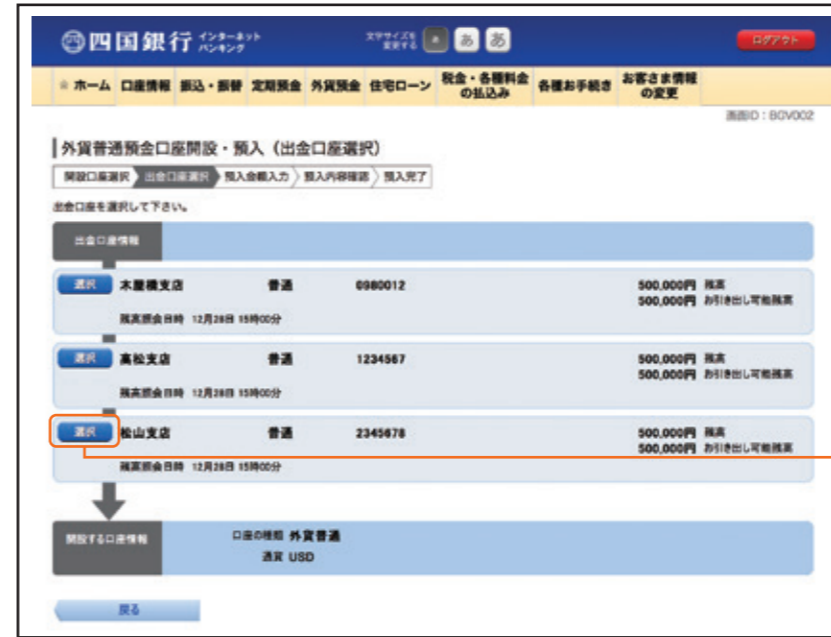 四国銀行 インターネットバンキング
文字サイズを変更する あ あ あ
ログアウト
ホーム 口座情報 振込・振替 定期預金 外貨預金 住宅ローン 税金・各種料金の払込み 各種お手続き お客さま情報の変更
画面ID:BGV002
外貨普通預金口座開設・預入(出金口座選択)
開設口座選択 出金口座選択 預入金額入力 預入内容確認 預入完了
出金口座を選択して下さい。
出金口座情報
選択 木屋橋支店 普通 0980012 500,000円 残高
500,000円 お引き出し可能残高
残高照会日時 12月28日 15時00分
選択 高松支店 普通 1234567 500,000円 残高
500,000円 お引き出し可能残高
残高照会日時 12月28日 15時00分
選択 松山支店 普通 2345678 500,000円 残高
500,000円 お引き出し可能残高
残高照会日時 12月28日 15時00分
開設する口座情報 口座の種類 外貨普通
通貨 USD
戻る